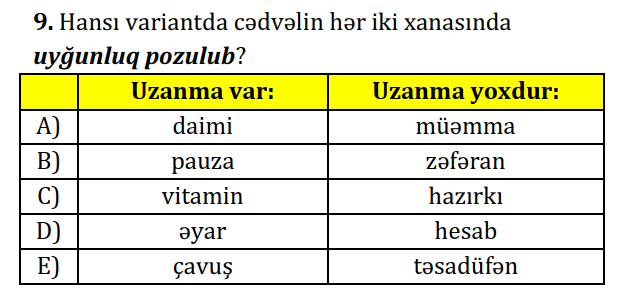 9. Hansı variantda cədvəlin hər iki xanasında
uyğunluq pozulub?
Uzanma var: Uzanma yoxdur:
A) daimi müəmma
B) pauza zəfəran
C) vitamin hazırkı
D) əyar hesab
E) çavuş təsadüfən